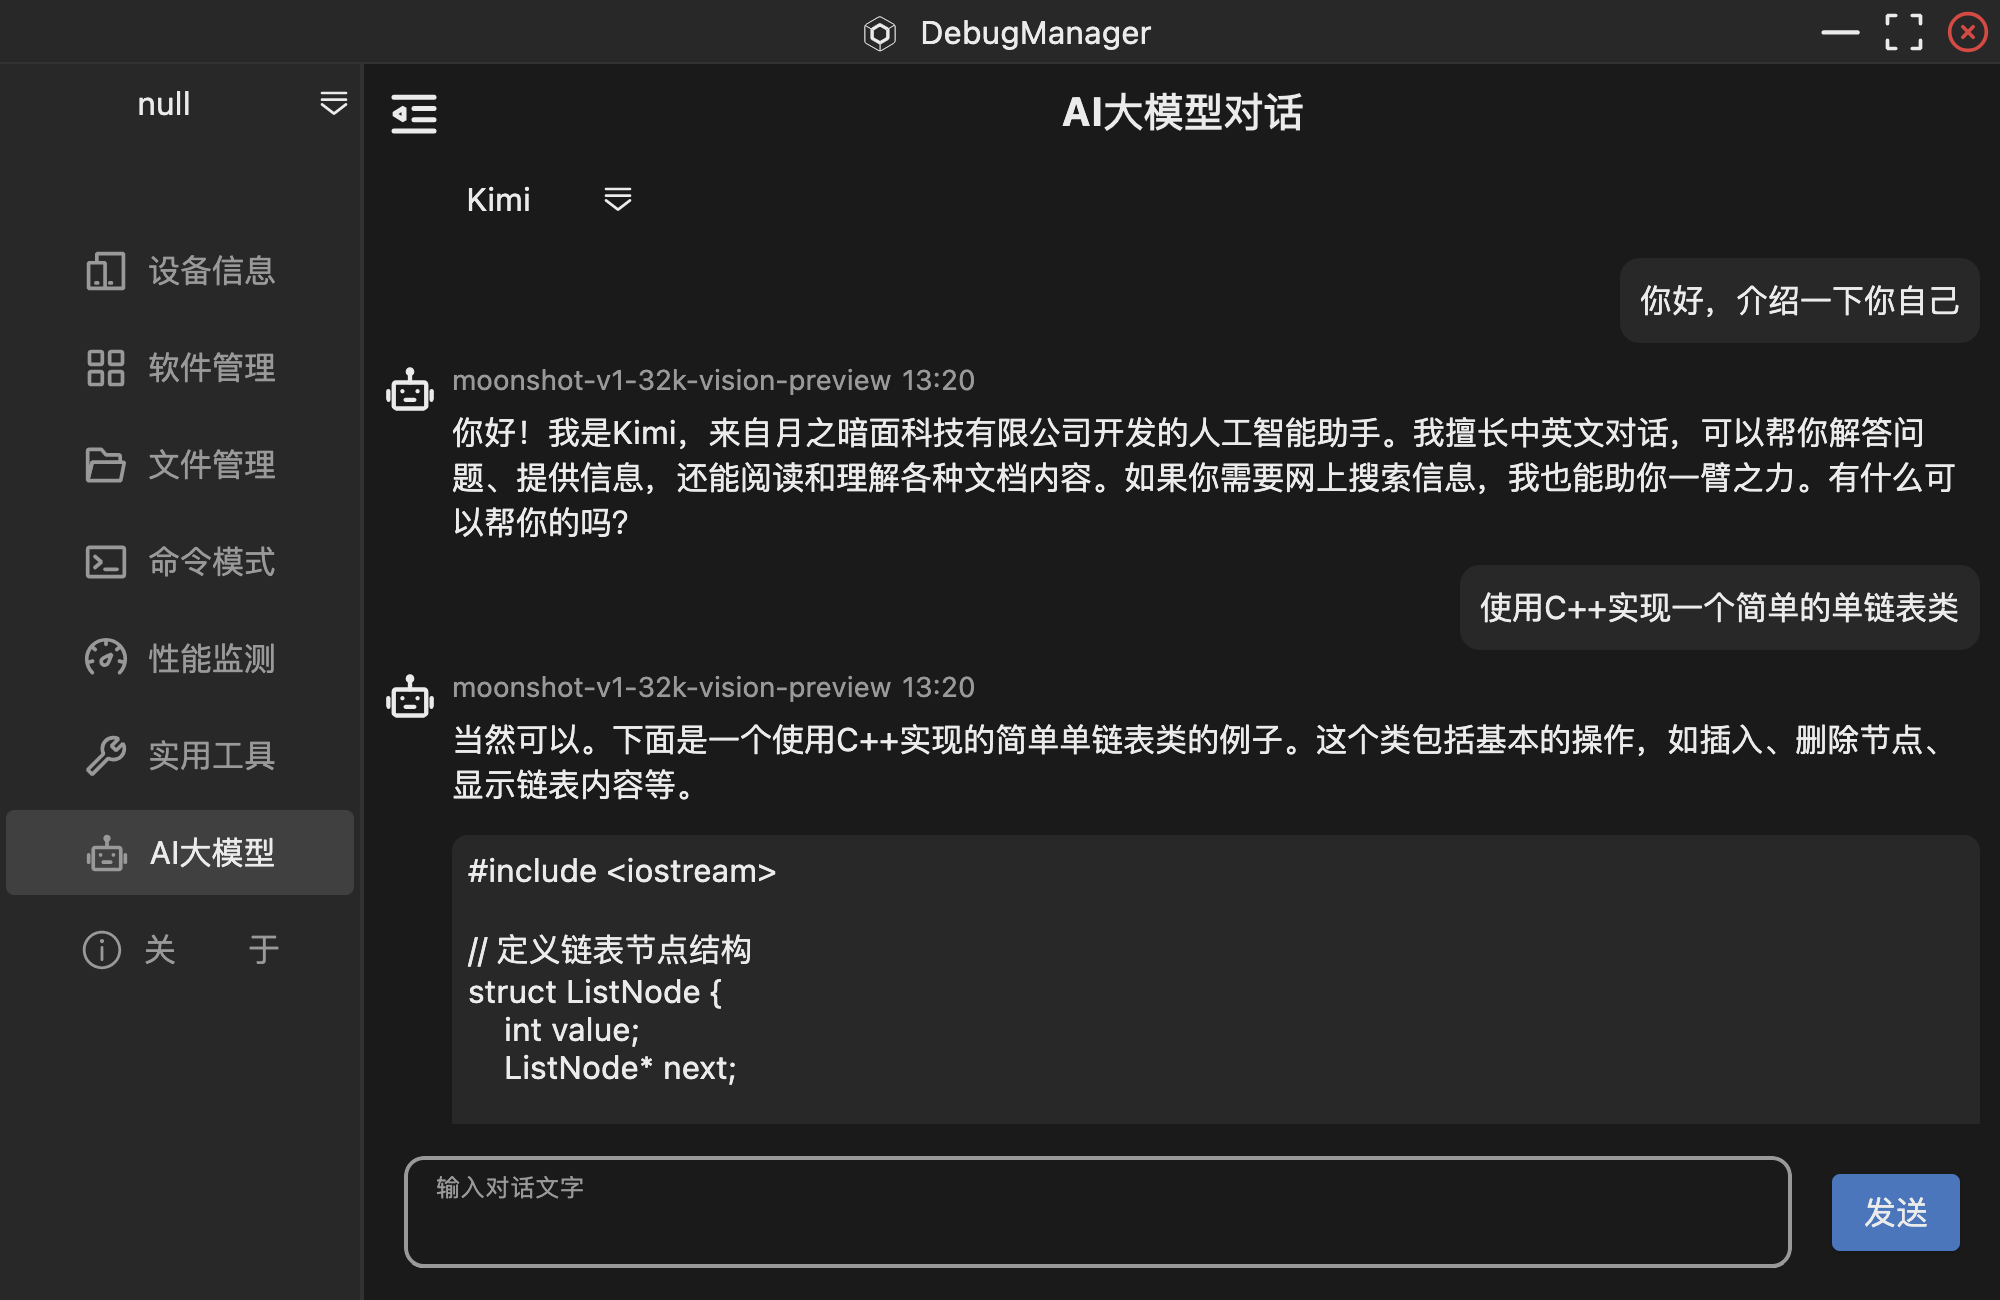 DebugManager
null
设备信息
软件管理
文件管理
命令模式
性能监测
实用工具
AI大模型
关 于
AI大模型对话
Kimi
你好，介绍一下你自己
moonshot-v1-32k-vision-preview 13:20
你好！我是Kimi，来自月之暗面科技有限公司开发的人工智能助手。我擅长中英文对话，可以帮你解答问
题、提供信息，还能阅读和理解各种文档内容。如果你需要网上搜索信息，我也能助你一臂之力。有什么可
以帮你的吗？
使用C++实现一个简单的单链表类
moonshot-v1-32k-vision-preview 13:20
当然可以。下面是一个使用C++实现的简单单链表类的例子。这个类包括基本的操作，如插入、删除节点、
显示链表内容等。
#include <iostream>
// 定义链表节点结构
struct ListNode {
    int value;
    ListNode* next;
输入对话文字
发送